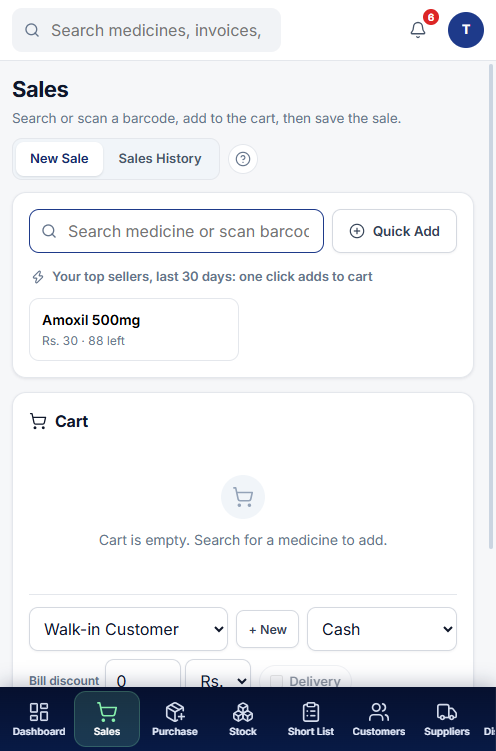 Search medicines, invoices,
6
T
Sales
Search or scan a barcode, add to the cart, then save the sale.
New Sale
Sales History
Search medicine or scan barcoc
Quick Add
Your top sellers, last 30 days: one click adds to cart
Amoxil 500mg
Rs. 30 · 88 left
Cart
Cart is empty. Search for a medicine to add.
Walk-in Customer
+ New
Cash
Bill discount
0
Rs.
Delivery
Dashboard
Sales
Purchase
Stock
Short List
Customers
Suppliers